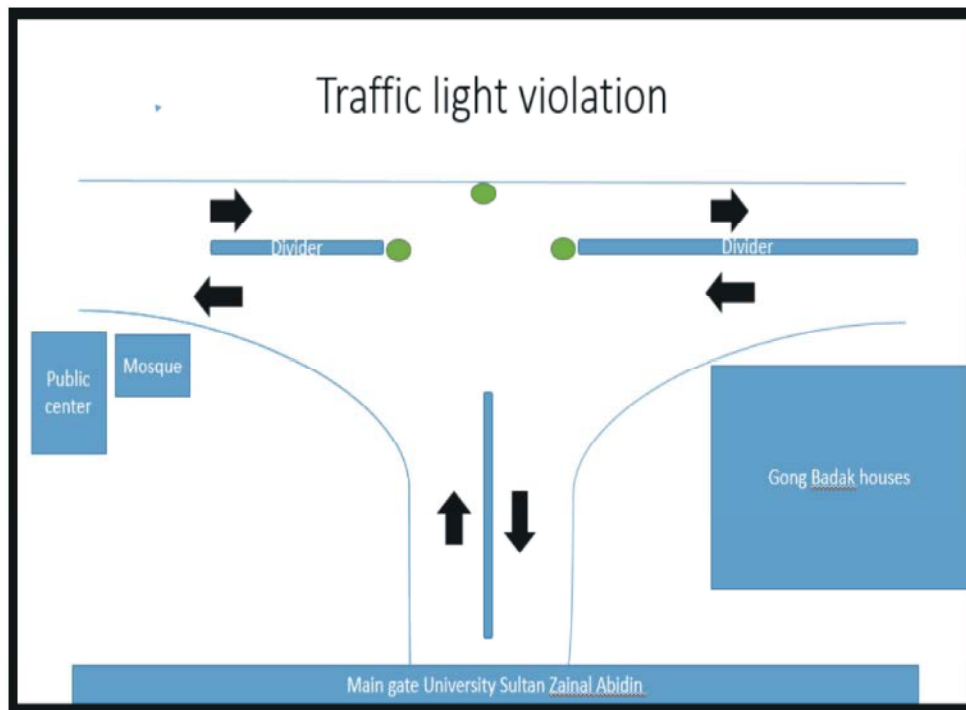 Traffic light violation
Divider
Divider
Mosque
Public
center
Gong Badak houses
Main gate University Sultan Zainal Abidin